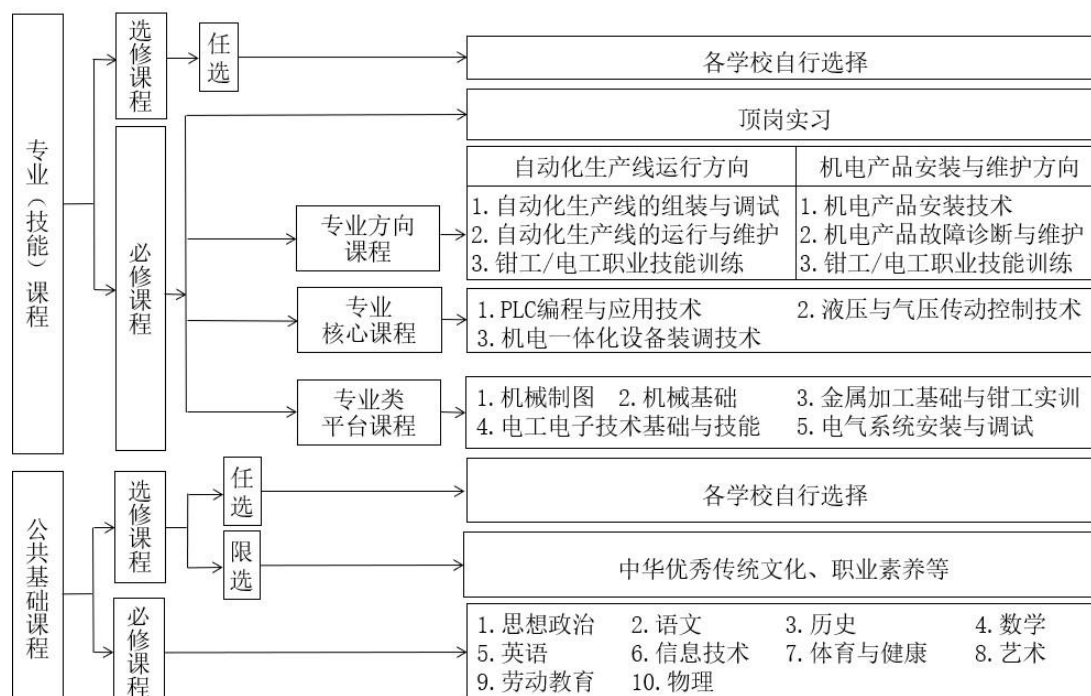 专业（技能）课程
选修课程
任选
各学校自行选择
必修课程
顶岗实习
专业方向
课程
自动化生产线运行方向
1.自动化生产线的组装与调试
2.自动化生产线的运行与维护
3.钳工/电工职业技能训练
机电产品安装与维护方向
1.机电产品安装技术
2.机电产品故障诊断与维护
3.钳工/电工职业技能训练
专业
核心课程
1.PLC编程与应用技术 2.液压与气压传动控制技术
3.机电一体化设备装调技术
专业类
平台课程
1.机械制图 2.机械基础 3.金属加工基础与钳工实训
4.电工电子技术基础与技能 5.电气系统安装与调试
公共基础课程
选修课程
任选
各学校自行选择
限选
中华优秀传统文化、职业素养等
必修课程
1.思想政治 2.语文 3.历史 4.数学
5.英语 6.信息技术 7.体育与健康 8.艺术
9.劳动教育 10.物理